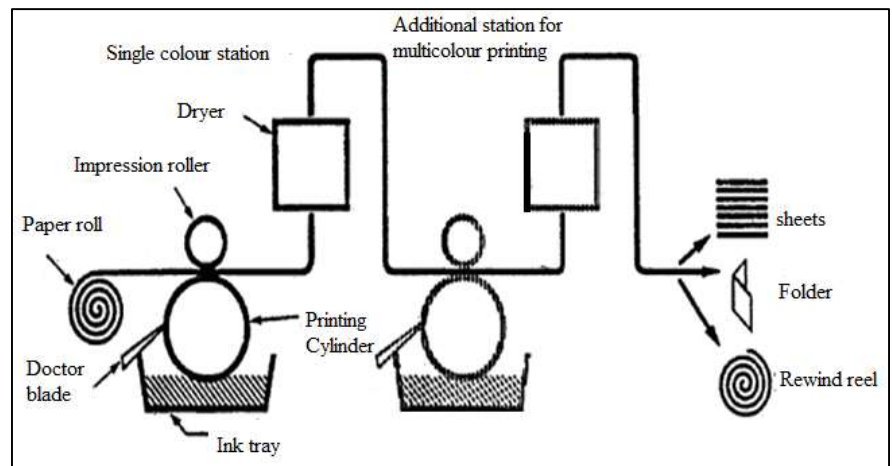 Single colour station
Additional station for
multicolour printing
Dryer
Impression roller
Paper roll
Printing
Cylinder
Doctor
blade
Ink tray
sheets
Folder
Rewind reel